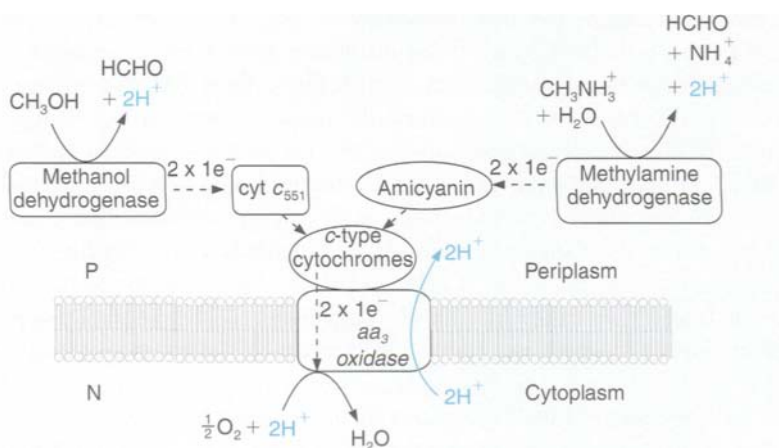 HCHO
+ 2H⁺
CH₃OH
2 x 1e⁻
Methanol
dehydrogenase
cyt c₅₅₁
HCHO
+ NH₄⁺
+ 2H⁺
CH₃NH₃⁺
+ H₂O
2 x 1e⁻
Amicyanin
Methylamine
dehydrogenase
c-type
cytochromes
2H⁺
P
Periplasm
2 x 1e⁻
aa₃
oxidase
N
2H⁺
Cytoplasm
½O₂ + 2H⁺
H₂O